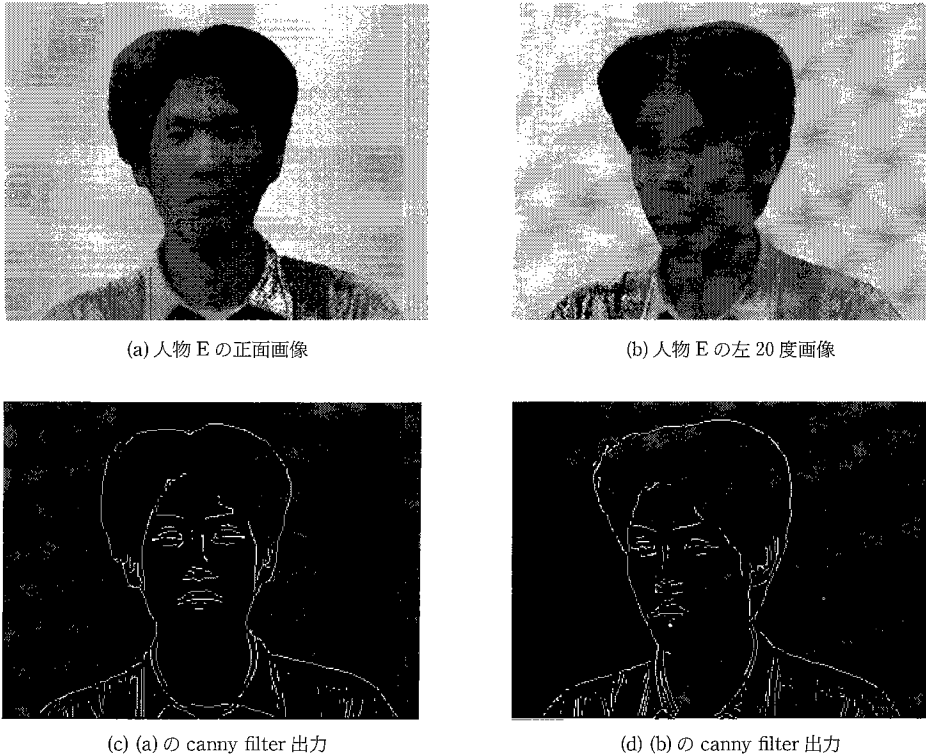 (a) 人物 E の正面画像
(b) 人物 E の左 20 度画像
(c) (a) の canny filter 出力
(d) (b) の canny filter 出力